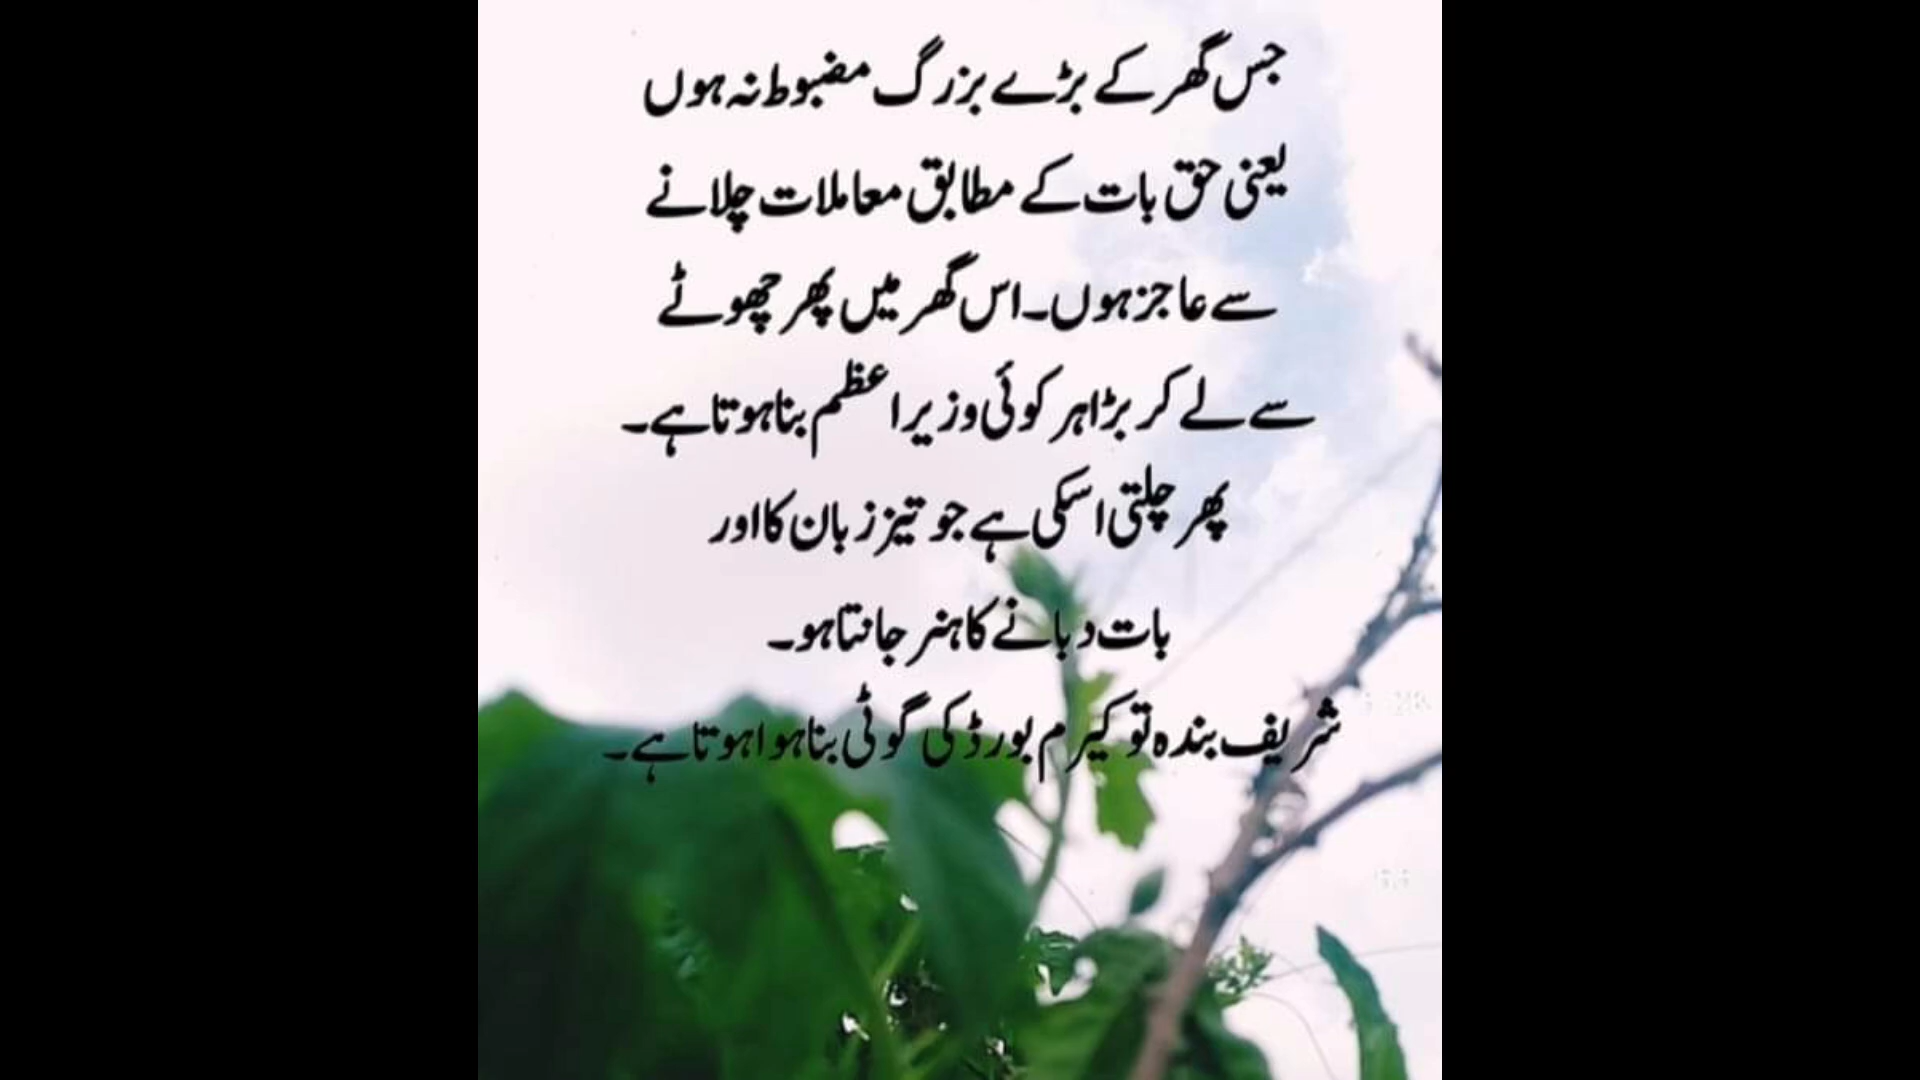 جس گھر کے بڑے بزرگ مضبوط نہ ہوں
یعنی حق بات کے مطابق معاملات چلانے
سے عاجز ہوں۔ اس گھر میں پھر چھوٹے
سے لے کر بڑا ہر کوئی وزیر اعظم بنا ہوتا ہے۔
پھر چلتی اسکی ہے جو تیز زبان کا اور
بات دبانے کا ہنر جانتا ہو۔
شریف بندہ تو کیرم بورڈ کی گوٹی بنا ہوا ہوتا ہے۔